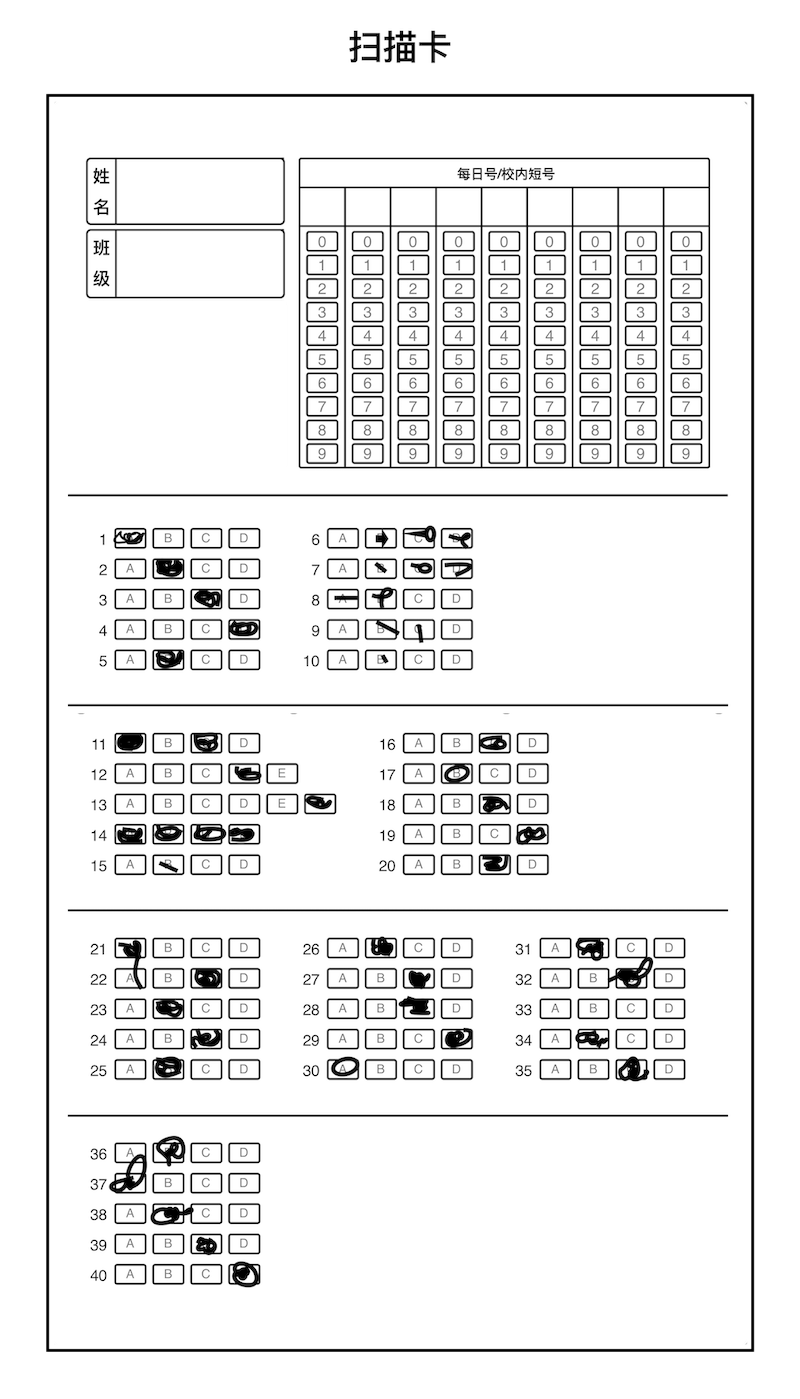 扫描卡
姓名
每日号/校内短号
班级
0 0 0 0 0 0 0 0 0
1 1 1 1 1 1 1 1 1
2 2 2 2 2 2 2 2 2
3 3 3 3 3 3 3 3 3
4 4 4 4 4 4 4 4 4
5 5 5 5 5 5 5 5 5
6 6 6 6 6 6 6 6 6
7 7 7 7 7 7 7 7 7
8 8 8 8 8 8 8 8 8
9 9 9 9 9 9 9 9 9
1 B C D 6 A
2 A C D 7 A
3 A B D 8 A C D
4 A B C 9 A B D
5 A C D 10 A B C D
11 B D 16 A B D
12 A B C E 17 A B C D
13 A B C D E 18 A B D
14 19 A B C
15 A B C D 20 A B D
21 B C D 26 A C D 31 A C D
22 A B D 27 A B D 32 A B D
23 A C D 28 A B D 33 A B C D
24 A B D 29 A B C 34 A C D
25 A C D 30 A B C D 35 A B D
36 A C D
37 B C D
38 A C D
39 A B D
40 A B C